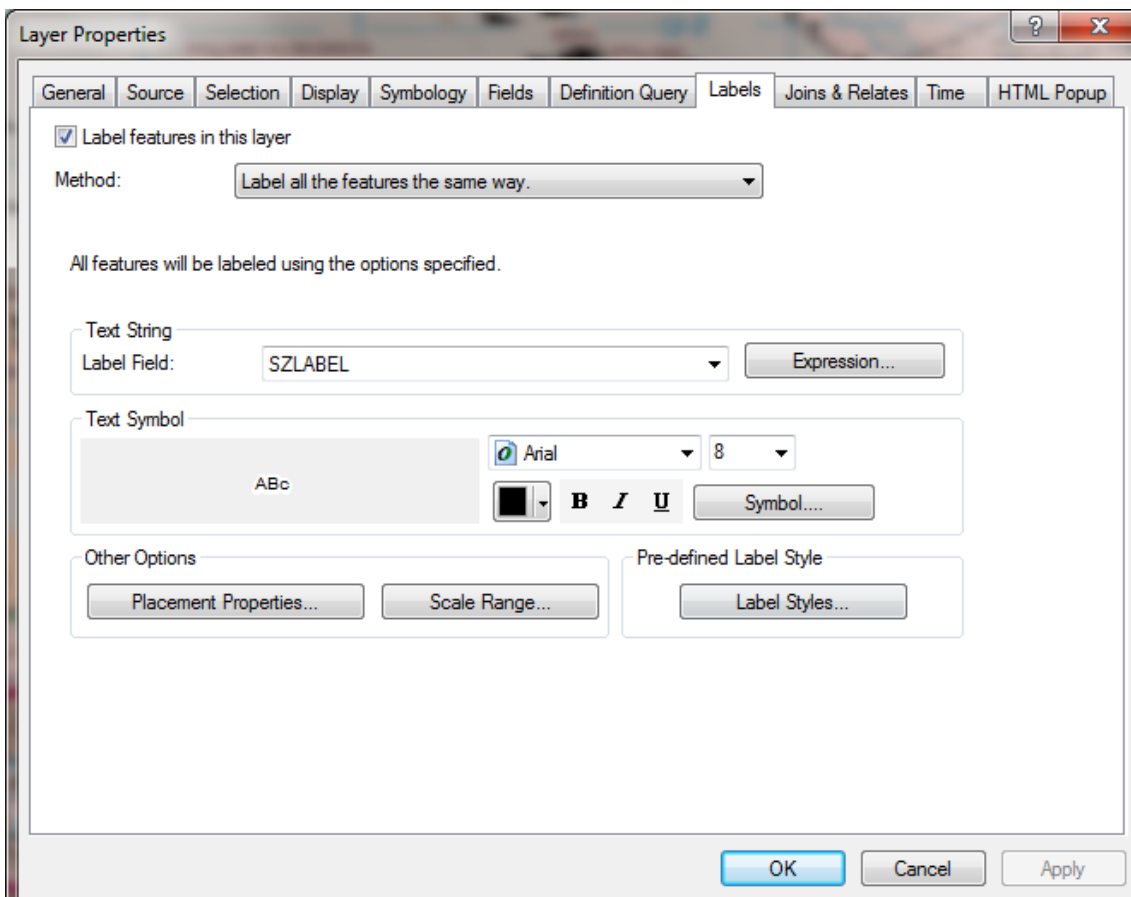 Layer Properties
?
X
General Source Selection Display Symbology Fields Definition Query Labels Joins & Relates Time HTML Popup
Label features in this layer
Method: Label all the features the same way.
All features will be labeled using the options specified.
Text String
Label Field: SZLABEL Expression...
Text Symbol
ABc
O Arial 8
B I U Symbol....
Other Options Pre-defined Label Style
Placement Properties... Scale Range... Label Styles...
OK Cancel Apply